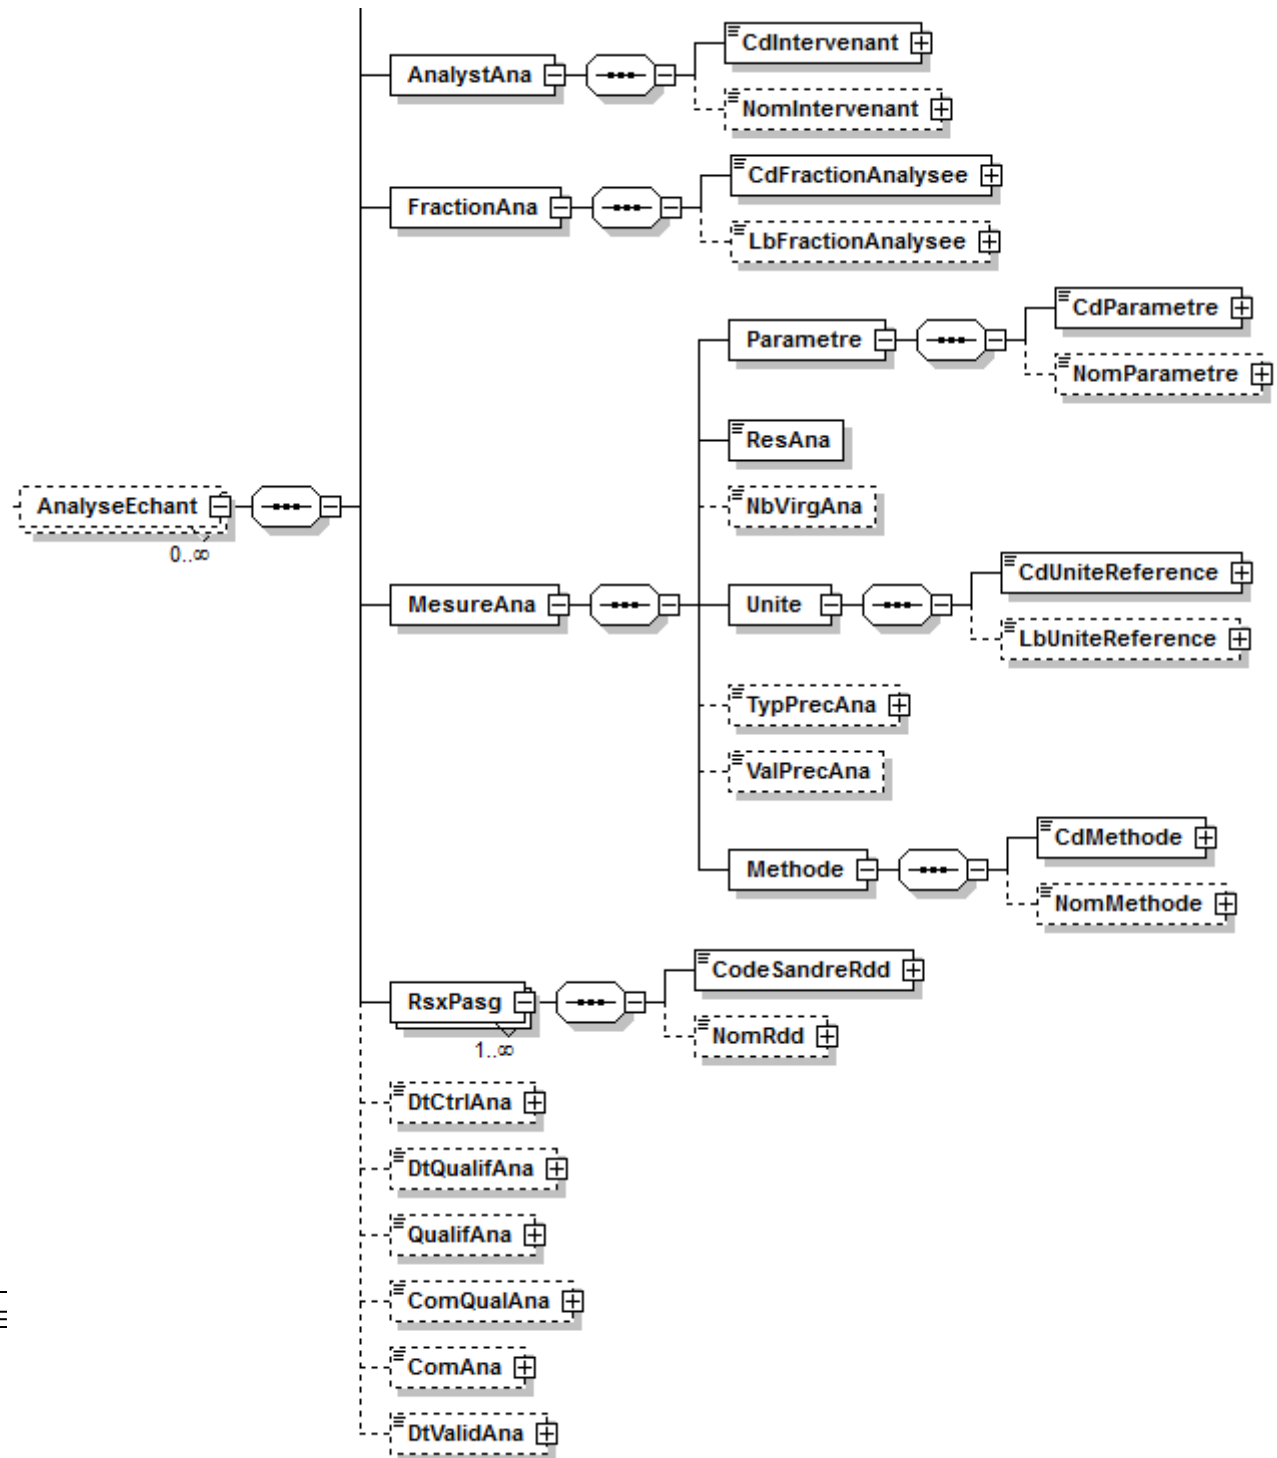 CdIntervenant
AnalystAna
NomIntervenant
CdFractionAnalysee
FractionAna
LbFractionAnalysee
CdParametre
Parametre
NomParametre
ResAna
NbVirgAna
AnalyseEchant
0..∞
CdUniteReference
MesureAna
Unite
LbUniteReference
TypPrecAna
ValPrecAna
CdMethode
Methode
NomMethode
CodeSandreRdd
RsxPasg
1..∞
NomRdd
DtCtrlAna
DtQualifAna
QualifAna
ComQualAna
ComAna
DtValidAna